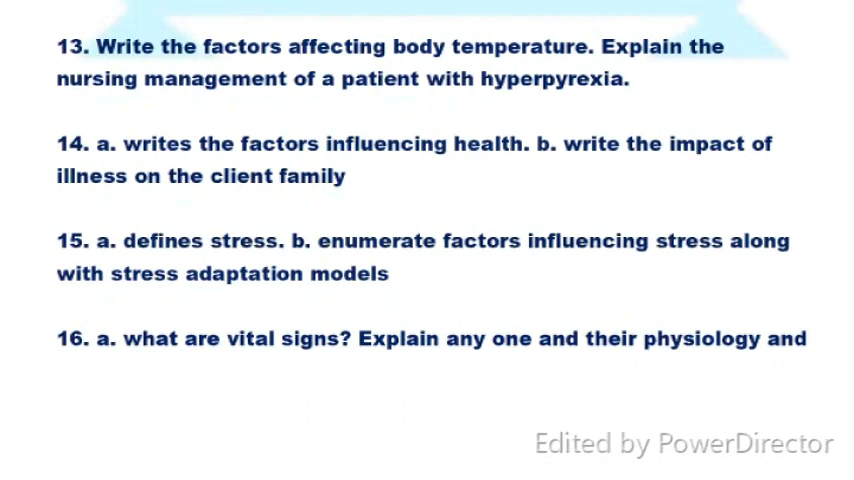 13. Write the factors affecting body temperature. Explain the
nursing management of a patient with hyperpyrexia.
14. a. writes the factors influencing health. b. write the impact of
illness on the client family
15. a. defines stress. b. enumerate factors influencing stress along
with stress adaptation models
16. a. what are vital signs? Explain any one and their physiology and
Edited by PowerDirector